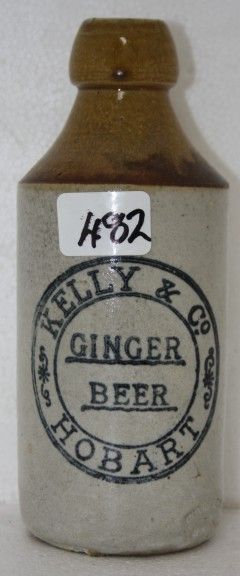 482
KELLY & Co
GINGER
BEER
HOBART